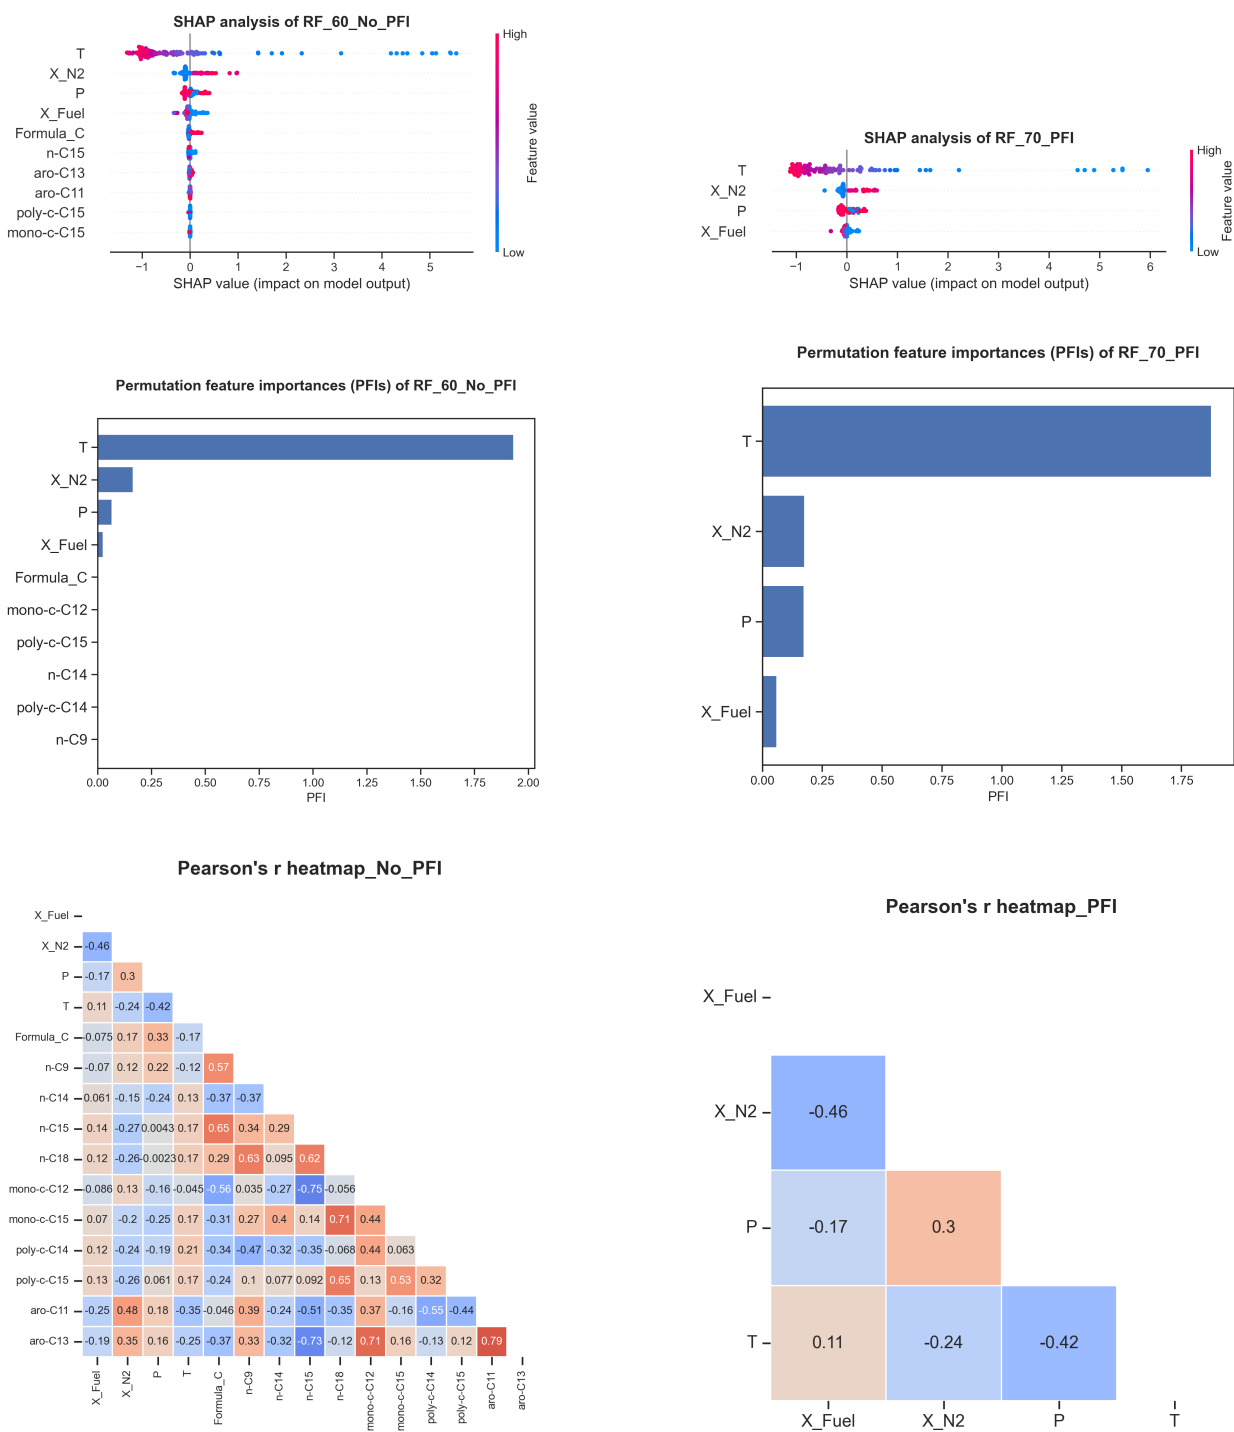 SHAP analysis of RF_60_No_PFI
High
T
X_N2
P
X_Fuel
Formula_C
n-C15
aro-C13
aro-C11
poly-c-C15
mono-c-C15
Feature value
Low
−1 0 1 2 3 4 5
SHAP value (impact on model output)
SHAP analysis of RF_70_PFI
High
T
X_N2
P
X_Fuel
Feature value
Low
−1 0 1 2 3 4 5 6
SHAP value (impact on model output)
Permutation feature importances (PFIs) of RF_60_No_PFI
T
X_N2
P
X_Fuel
Formula_C
mono-c-C12
poly-c-C15
n-C14
poly-c-C14
n-C9
0.00 0.25 0.50 0.75 1.00 1.25 1.50 1.75 2.00
PFI
Permutation feature importances (PFIs) of RF_70_PFI
T
X_N2
P
X_Fuel
0.00 0.25 0.50 0.75 1.00 1.25 1.50 1.75
PFI
Pearson's r heatmap_No_PFI
X_Fuel
X_N2 -0.46
P -0.17 0.3
T 0.11 -0.24 -0.42
Formula_C -0.075 0.17 0.33 -0.17
n-C9 -0.07 0.12 0.22 -0.12 0.57
n-C14 0.061 -0.15 -0.24 0.13 -0.37 -0.37
n-C15 0.14 -0.27 0.0043 0.17 0.65 0.34 0.29
n-C18 0.12 -0.26 -0.0023 0.17 0.29 0.63 0.095 0.62
mono-c-C12 -0.086 0.13 -0.16 -0.045 -0.56 0.035 -0.27 -0.75 -0.056
mono-c-C15 0.07 -0.2 -0.25 0.17 -0.31 0.27 0.4 0.14 0.71 0.44
poly-c-C14 0.12 -0.24 -0.19 0.21 -0.34 -0.47 -0.32 -0.35 -0.068 0.44 0.063
poly-c-C15 0.13 -0.26 0.061 0.17 -0.24 0.1 0.077 0.092 0.65 0.13 0.53 0.32
aro-C11 -0.25 0.48 0.18 -0.35 -0.046 0.39 -0.24 -0.51 -0.35 0.37 -0.16 -0.55 -0.44
aro-C13 -0.19 0.35 0.16 -0.25 -0.37 0.33 -0.32 -0.73 -0.12 0.71 0.16 -0.13 0.12 0.79
X_Fuel X_N2 P T Formula_C n-C9 n-C14 n-C15 n-C18 mono-c-C12 mono-c-C15 poly-c-C14 poly-c-C15 aro-C11 aro-C13
Pearson's r heatmap_PFI
X_Fuel
X_N2 -0.46
P -0.17 0.3
T 0.11 -0.24 -0.42
X_Fuel X_N2 P T